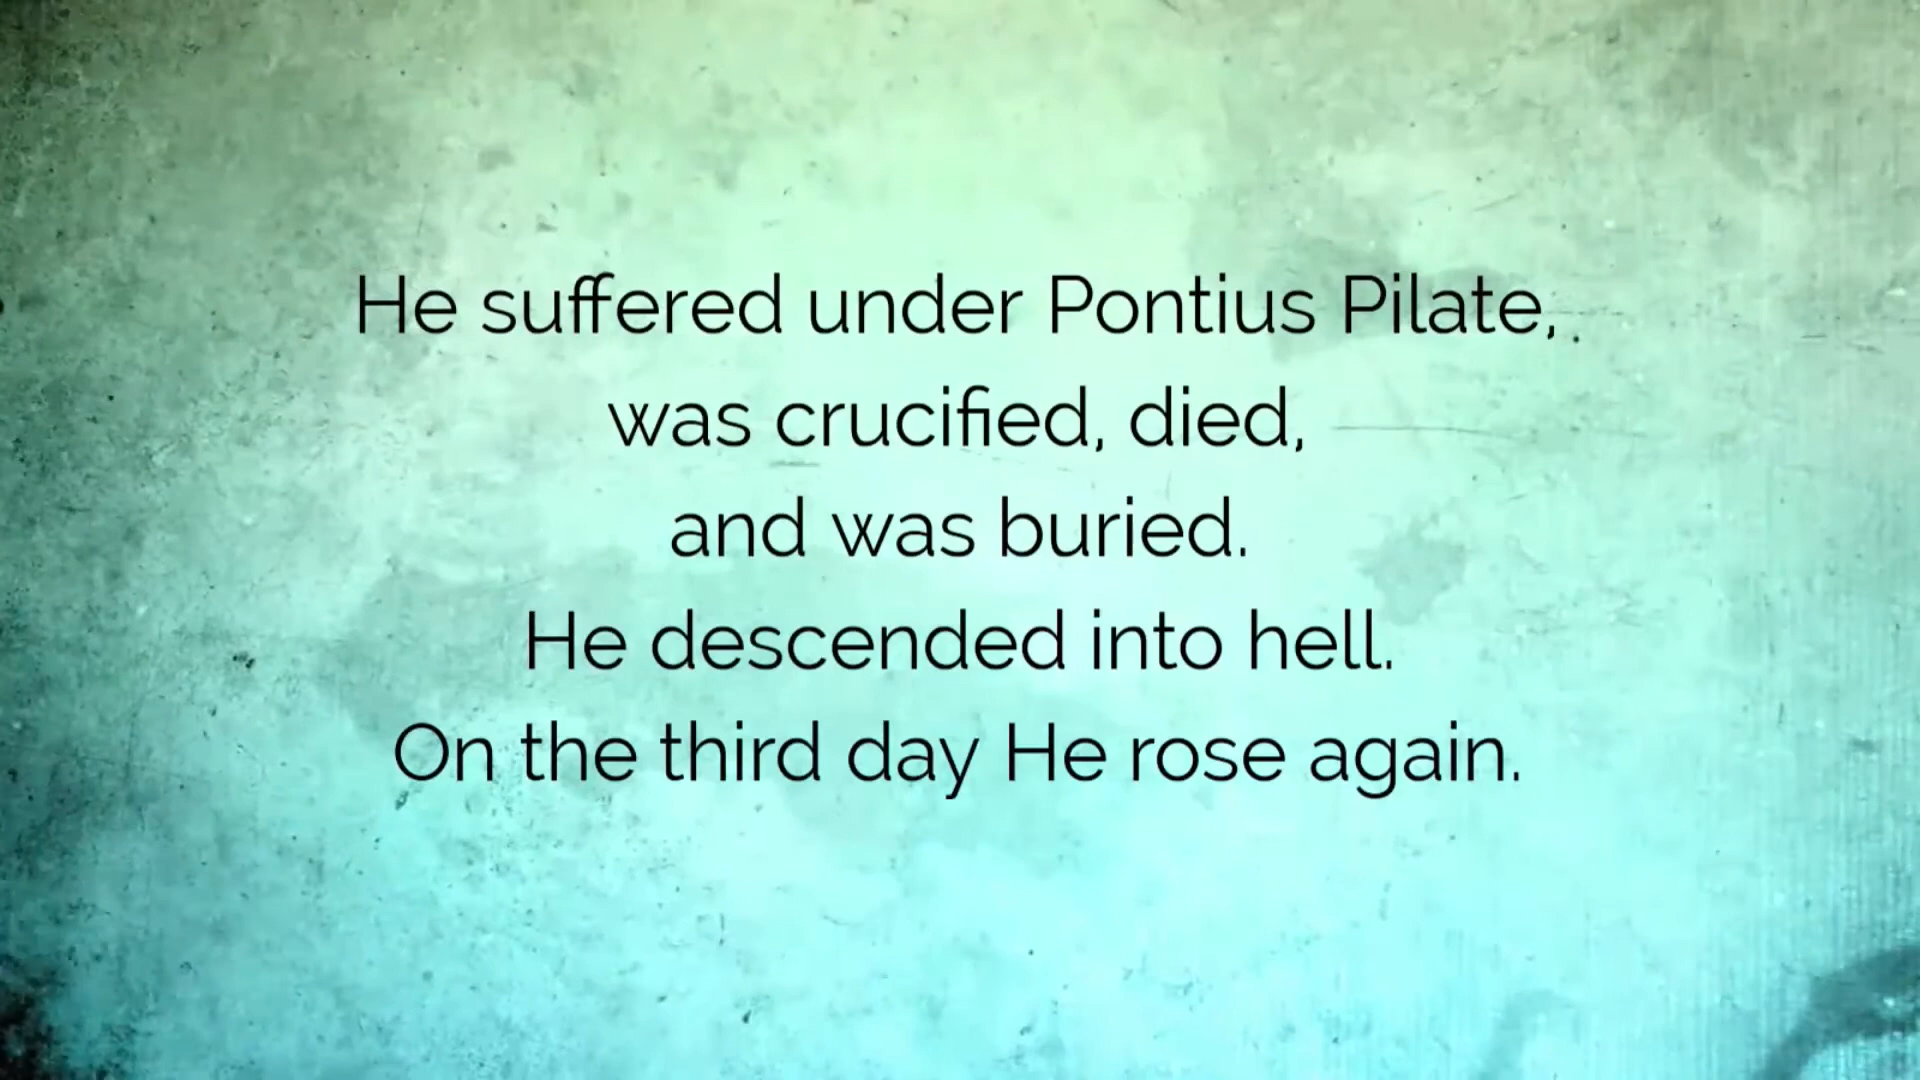 He suffered under Pontius Pilate,
was crucified, died,
and was buried.
He descended into hell.
On the third day He rose again.